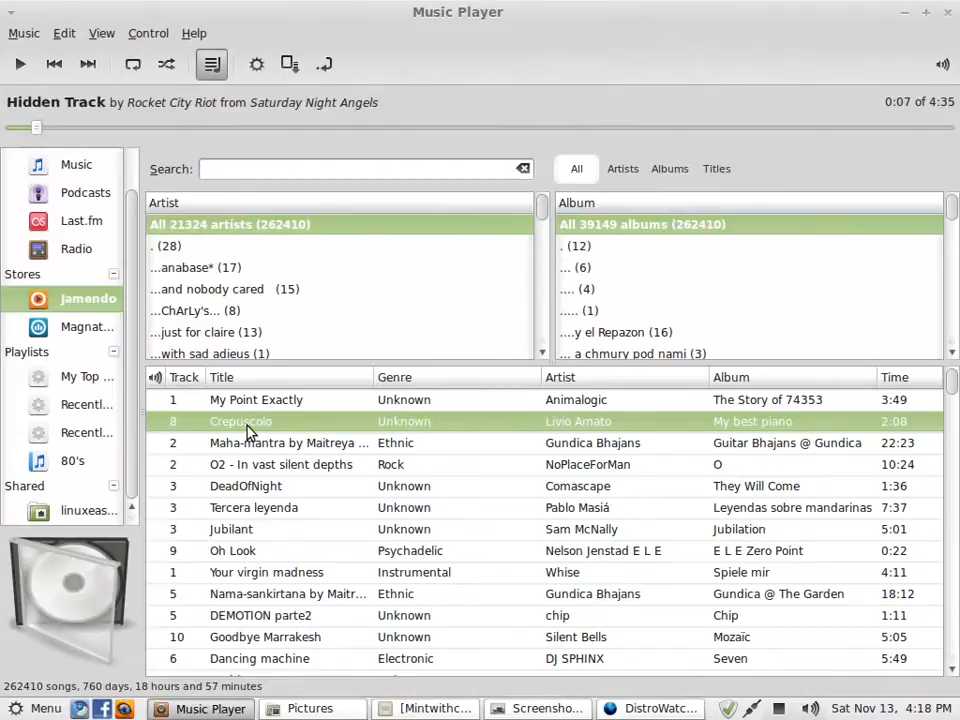 Music Player
Music Edit View Control Help
Hidden Track by Rocket City Riot from Saturday Night Angels 0:07 of 4:35
Music
Podcasts
Last.fm
Radio
Stores
Jamendo
Magnat...
Playlists
My Top ...
Recentl...
Recentl...
80's
Shared
linuxeas...
Search: All Artists Albums Titles
Artist
All 21324 artists (262410)
. (28)
...anabase* (17)
...and nobody cared (15)
...ChArLy's... (8)
...just for claire (13)
...with sad adieus (1)
Album
All 39149 albums (262410)
. (12)
... (6)
.... (4)
..... (1)
....y el Repazon (16)
... a chmury pod nami (3)
Track Title Genre Artist Album Time
1 My Point Exactly Unknown Animalogic The Story of 74353 3:49
8 Crepuscolo Unknown Livio Amato My best piano 2:08
2 Maha-mantra by Maitreya ... Ethnic Gundica Bhajans Guitar Bhajans @ Gundica 22:23
2 O2 - In vast silent depths Rock NoPlaceForMan O 10:24
3 DeadOfNight Unknown Comascape They Will Come 1:36
3 Tercera leyenda Unknown Pablo Masiá Leyendas sobre mandarinas 7:37
3 Jubilant Unknown Sam McNally Jubilation 5:01
9 Oh Look Psychadelic Nelson Jenstad E L E E L E Zero Point 0:22
1 Your virgin madness Instrumental Whise Spiele mir 4:11
5 Nama-sankirtana by Maitr... Ethnic Gundica Bhajans Gundica @ The Garden 18:12
5 DEMOTION parte2 Unknown chip Chip 1:11
10 Goodbye Marrakesh Unknown Silent Bells Mozaïc 5:05
6 Dancing machine Electronic DJ SPHINX Seven 5:49
262410 songs, 760 days, 18 hours and 57 minutes
Menu Music Player Pictures [Mintwithc... Screensho... DistroWatc... Sat Nov 13, 4:18 PM